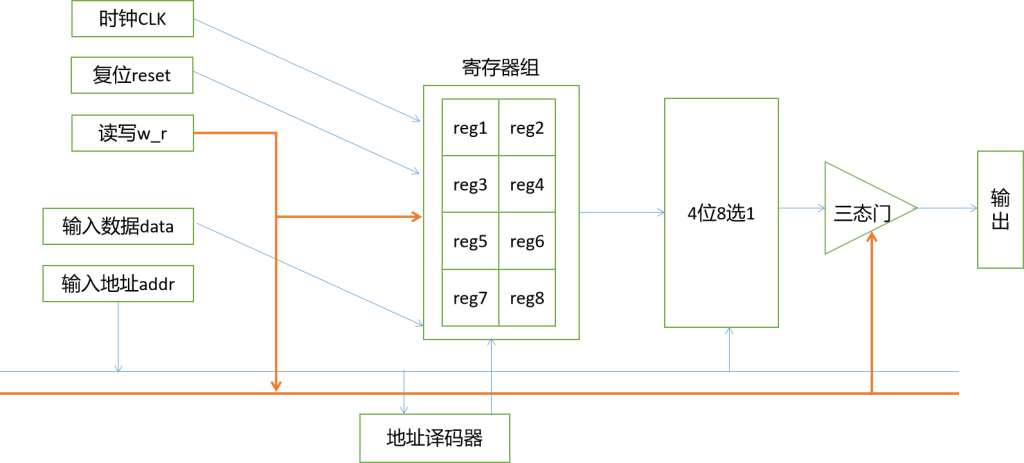 时钟CLK
复位reset
读写w_r
输入数据data
输入地址addr
寄存器组
reg1 reg2
reg3 reg4
reg5 reg6
reg7 reg8
4位8选1
三态门
输
出
地址译码器